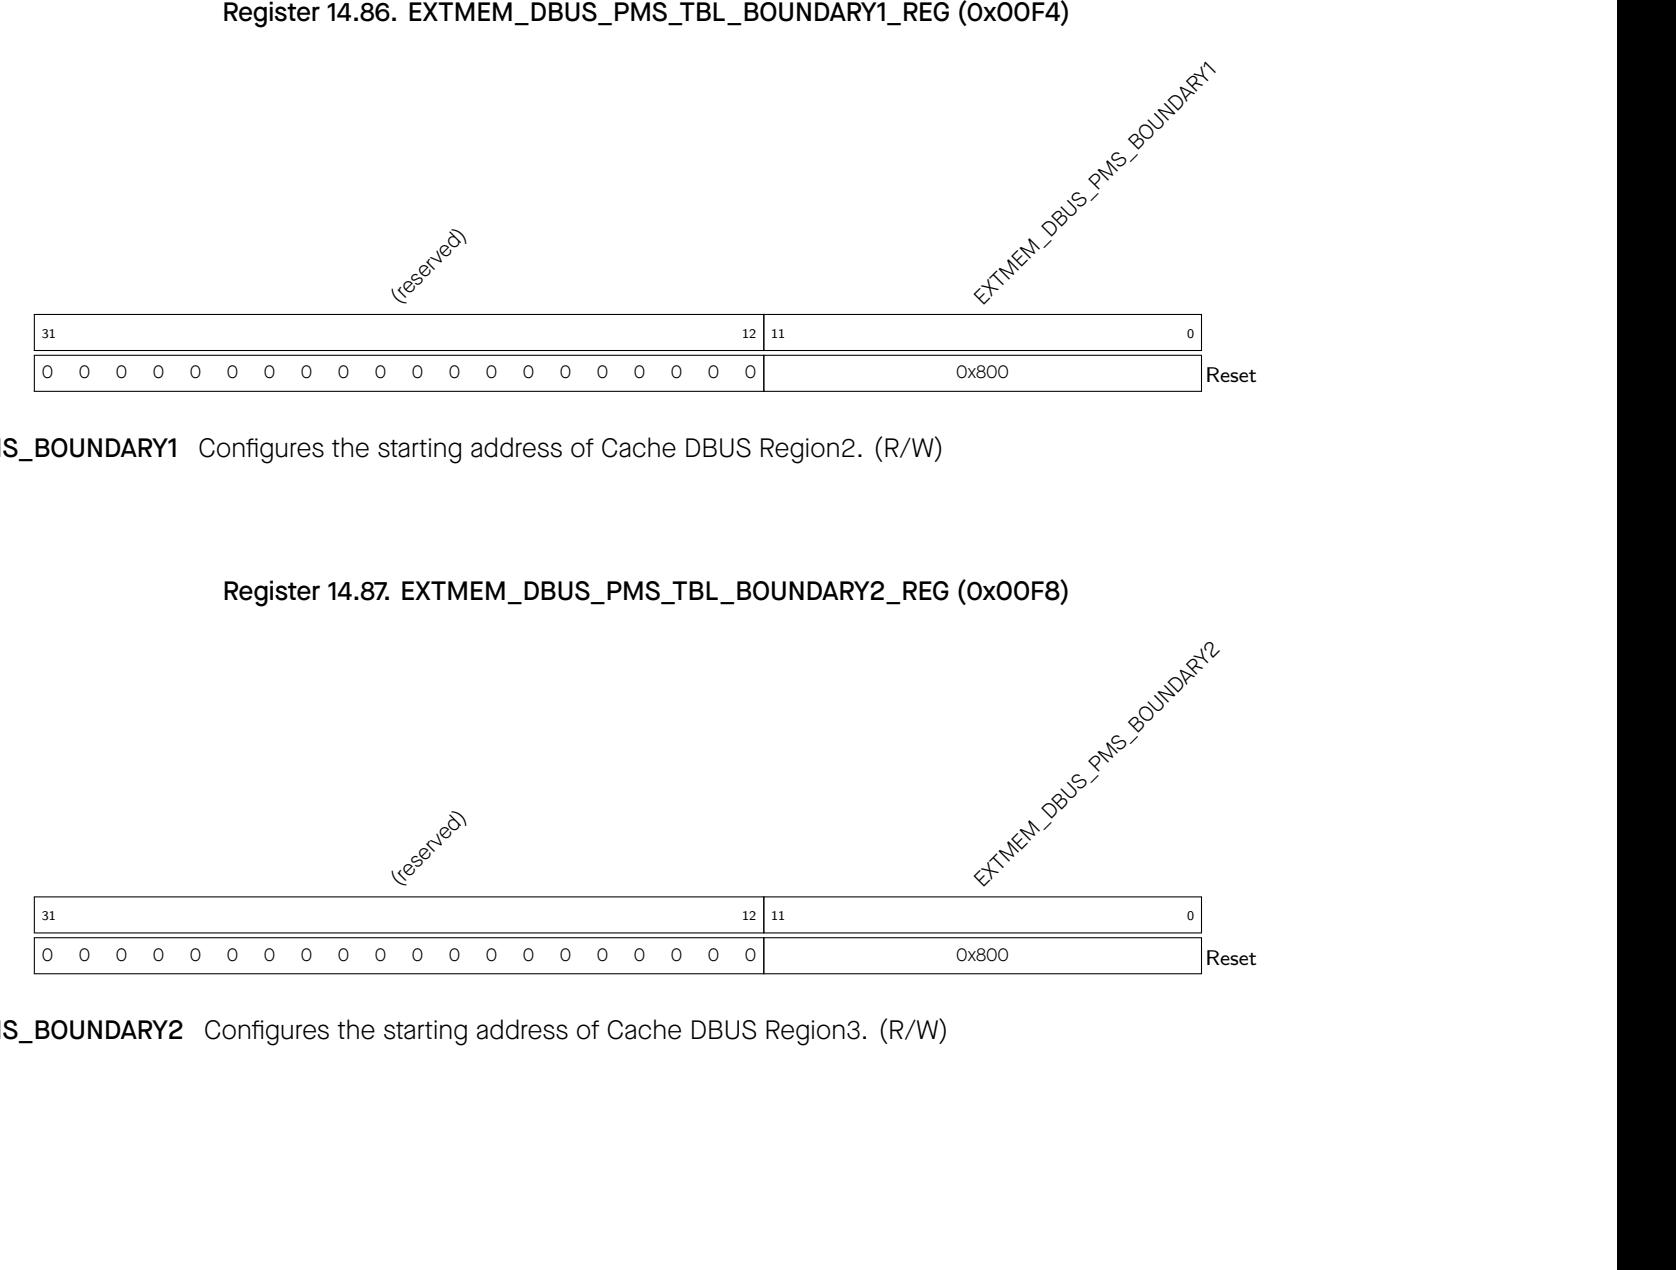 Register 14.86. EXTMEM_DBUS_PMS_TBL_BOUNDARY1_REG (0x00F4)
EXTMEM_DBUS_PMS_BOUNDARY1
(reserved)
31 12 11 0
0 0 0 0 0 0 0 0 0 0 0 0 0 0 0 0 0 0 0 0 0x800 Reset
S_BOUNDARY1 Configures the starting address of Cache DBUS Region2. (R/W)
Register 14.87. EXTMEM_DBUS_PMS_TBL_BOUNDARY2_REG (0x00F8)
EXTMEM_DBUS_PMS_BOUNDARY2
(reserved)
31 12 11 0
0 0 0 0 0 0 0 0 0 0 0 0 0 0 0 0 0 0 0 0 0x800 Reset
S_BOUNDARY2 Configures the starting address of Cache DBUS Region3. (R/W)